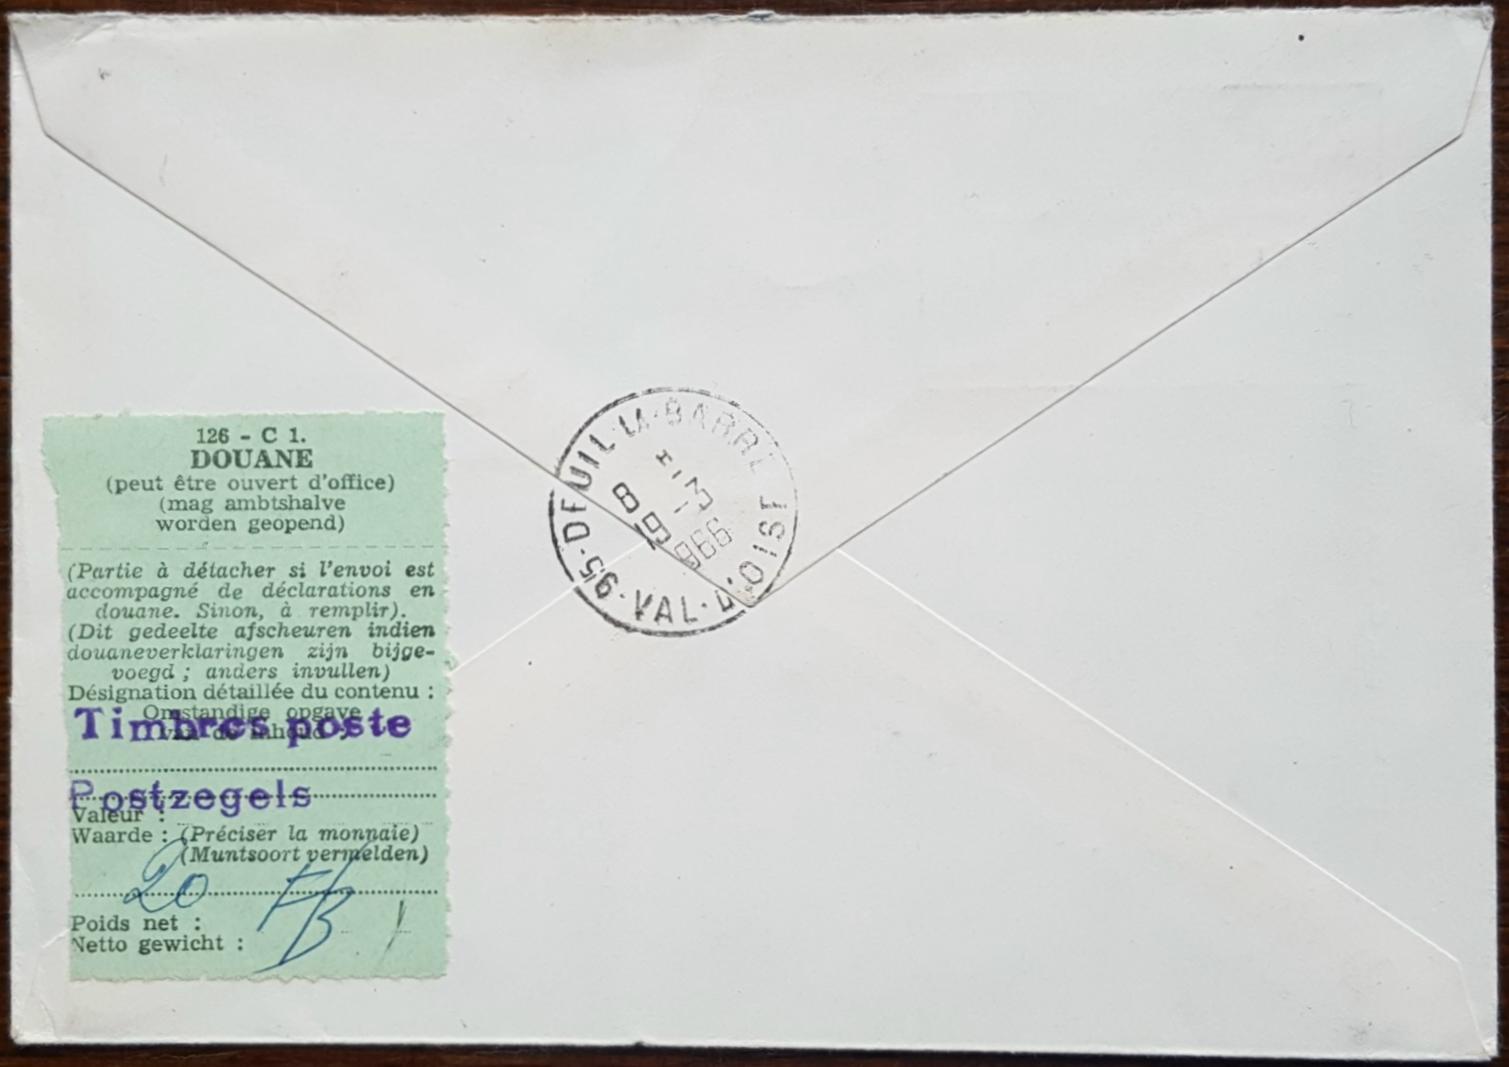 126 - C 1.
DOUANE
(peut être ouvert d'office)
(mag ambtshalve
worden geopend)
(Partie à détacher si l'envoi est
accompagné de déclarations en
douane. Sinon, à remplir).
(Dit gedeelte afscheuren indien
douaneverklaringen zijn bijge-
voegd ; anders invullen)
Désignation détaillée du contenu :
Omstandige opgave
van de inhoud :
Timbres poste
Postzegels
Valeur :
Waarde : (Préciser la monnaie)
(Muntsoort vermelden)
20 FB
Poids net :
Netto gewicht :
DEUIL·LA·BARRE
1966
95·VAL·D'OISE